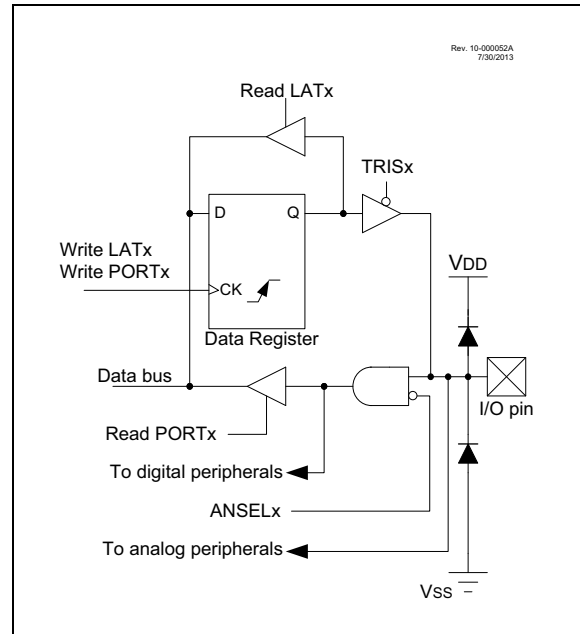 Rev. 10-000052A
7/30/2013
Read LATx
TRISx
D
Q
Write LATx
Write PORTx
CK
VDD
Data Register
Data bus
I/O pin
Read PORTx
To digital peripherals
ANSELx
To analog peripherals
VSS